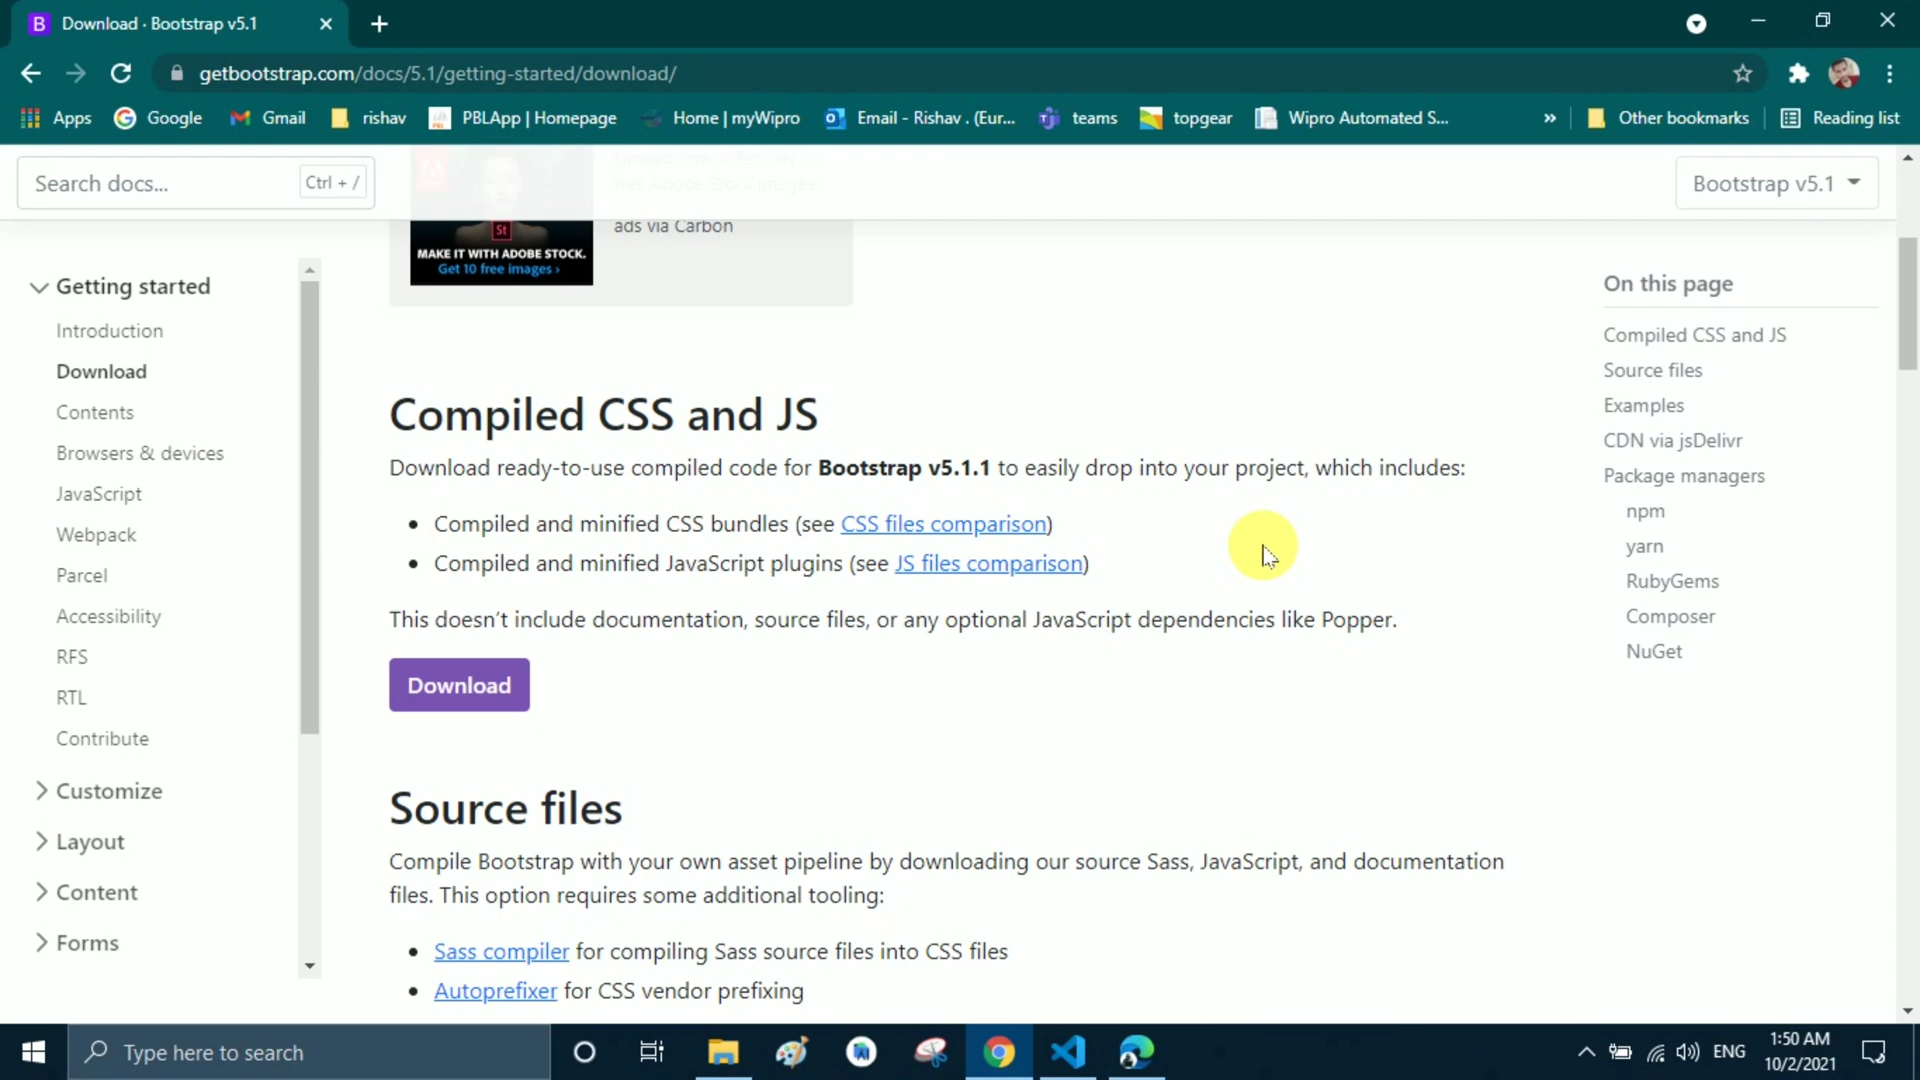 Download · Bootstrap v5.1
getbootstrap.com/docs/5.1/getting-started/download/
Apps Google Gmail rishav PBLApp | Homepage Home | myWipro Email - Rishav . (Eur... teams topgear Wipro Automated S... » Other bookmarks Reading list
Search docs... Ctrl + /
Bootstrap v5.1
St
MAKE IT WITH ADOBE STOCK.
Get 10 free images ›
ads via Carbon
Getting started
Introduction
Download
Contents
Browsers & devices
JavaScript
Webpack
Parcel
Accessibility
RFS
RTL
Contribute
Customize
Layout
Content
Forms
Compiled CSS and JS
Download ready-to-use compiled code for Bootstrap v5.1.1 to easily drop into your project, which includes:
• Compiled and minified CSS bundles (see CSS files comparison)
• Compiled and minified JavaScript plugins (see JS files comparison)
This doesn't include documentation, source files, or any optional JavaScript dependencies like Popper.
Download
Source files
Compile Bootstrap with your own asset pipeline by downloading our source Sass, JavaScript, and documentation
files. This option requires some additional tooling:
• Sass compiler for compiling Sass source files into CSS files
• Autoprefixer for CSS vendor prefixing
On this page
Compiled CSS and JS
Source files
Examples
CDN via jsDelivr
Package managers
npm
yarn
RubyGems
Composer
NuGet
Type here to search
ENG
1:50 AM
10/2/2021